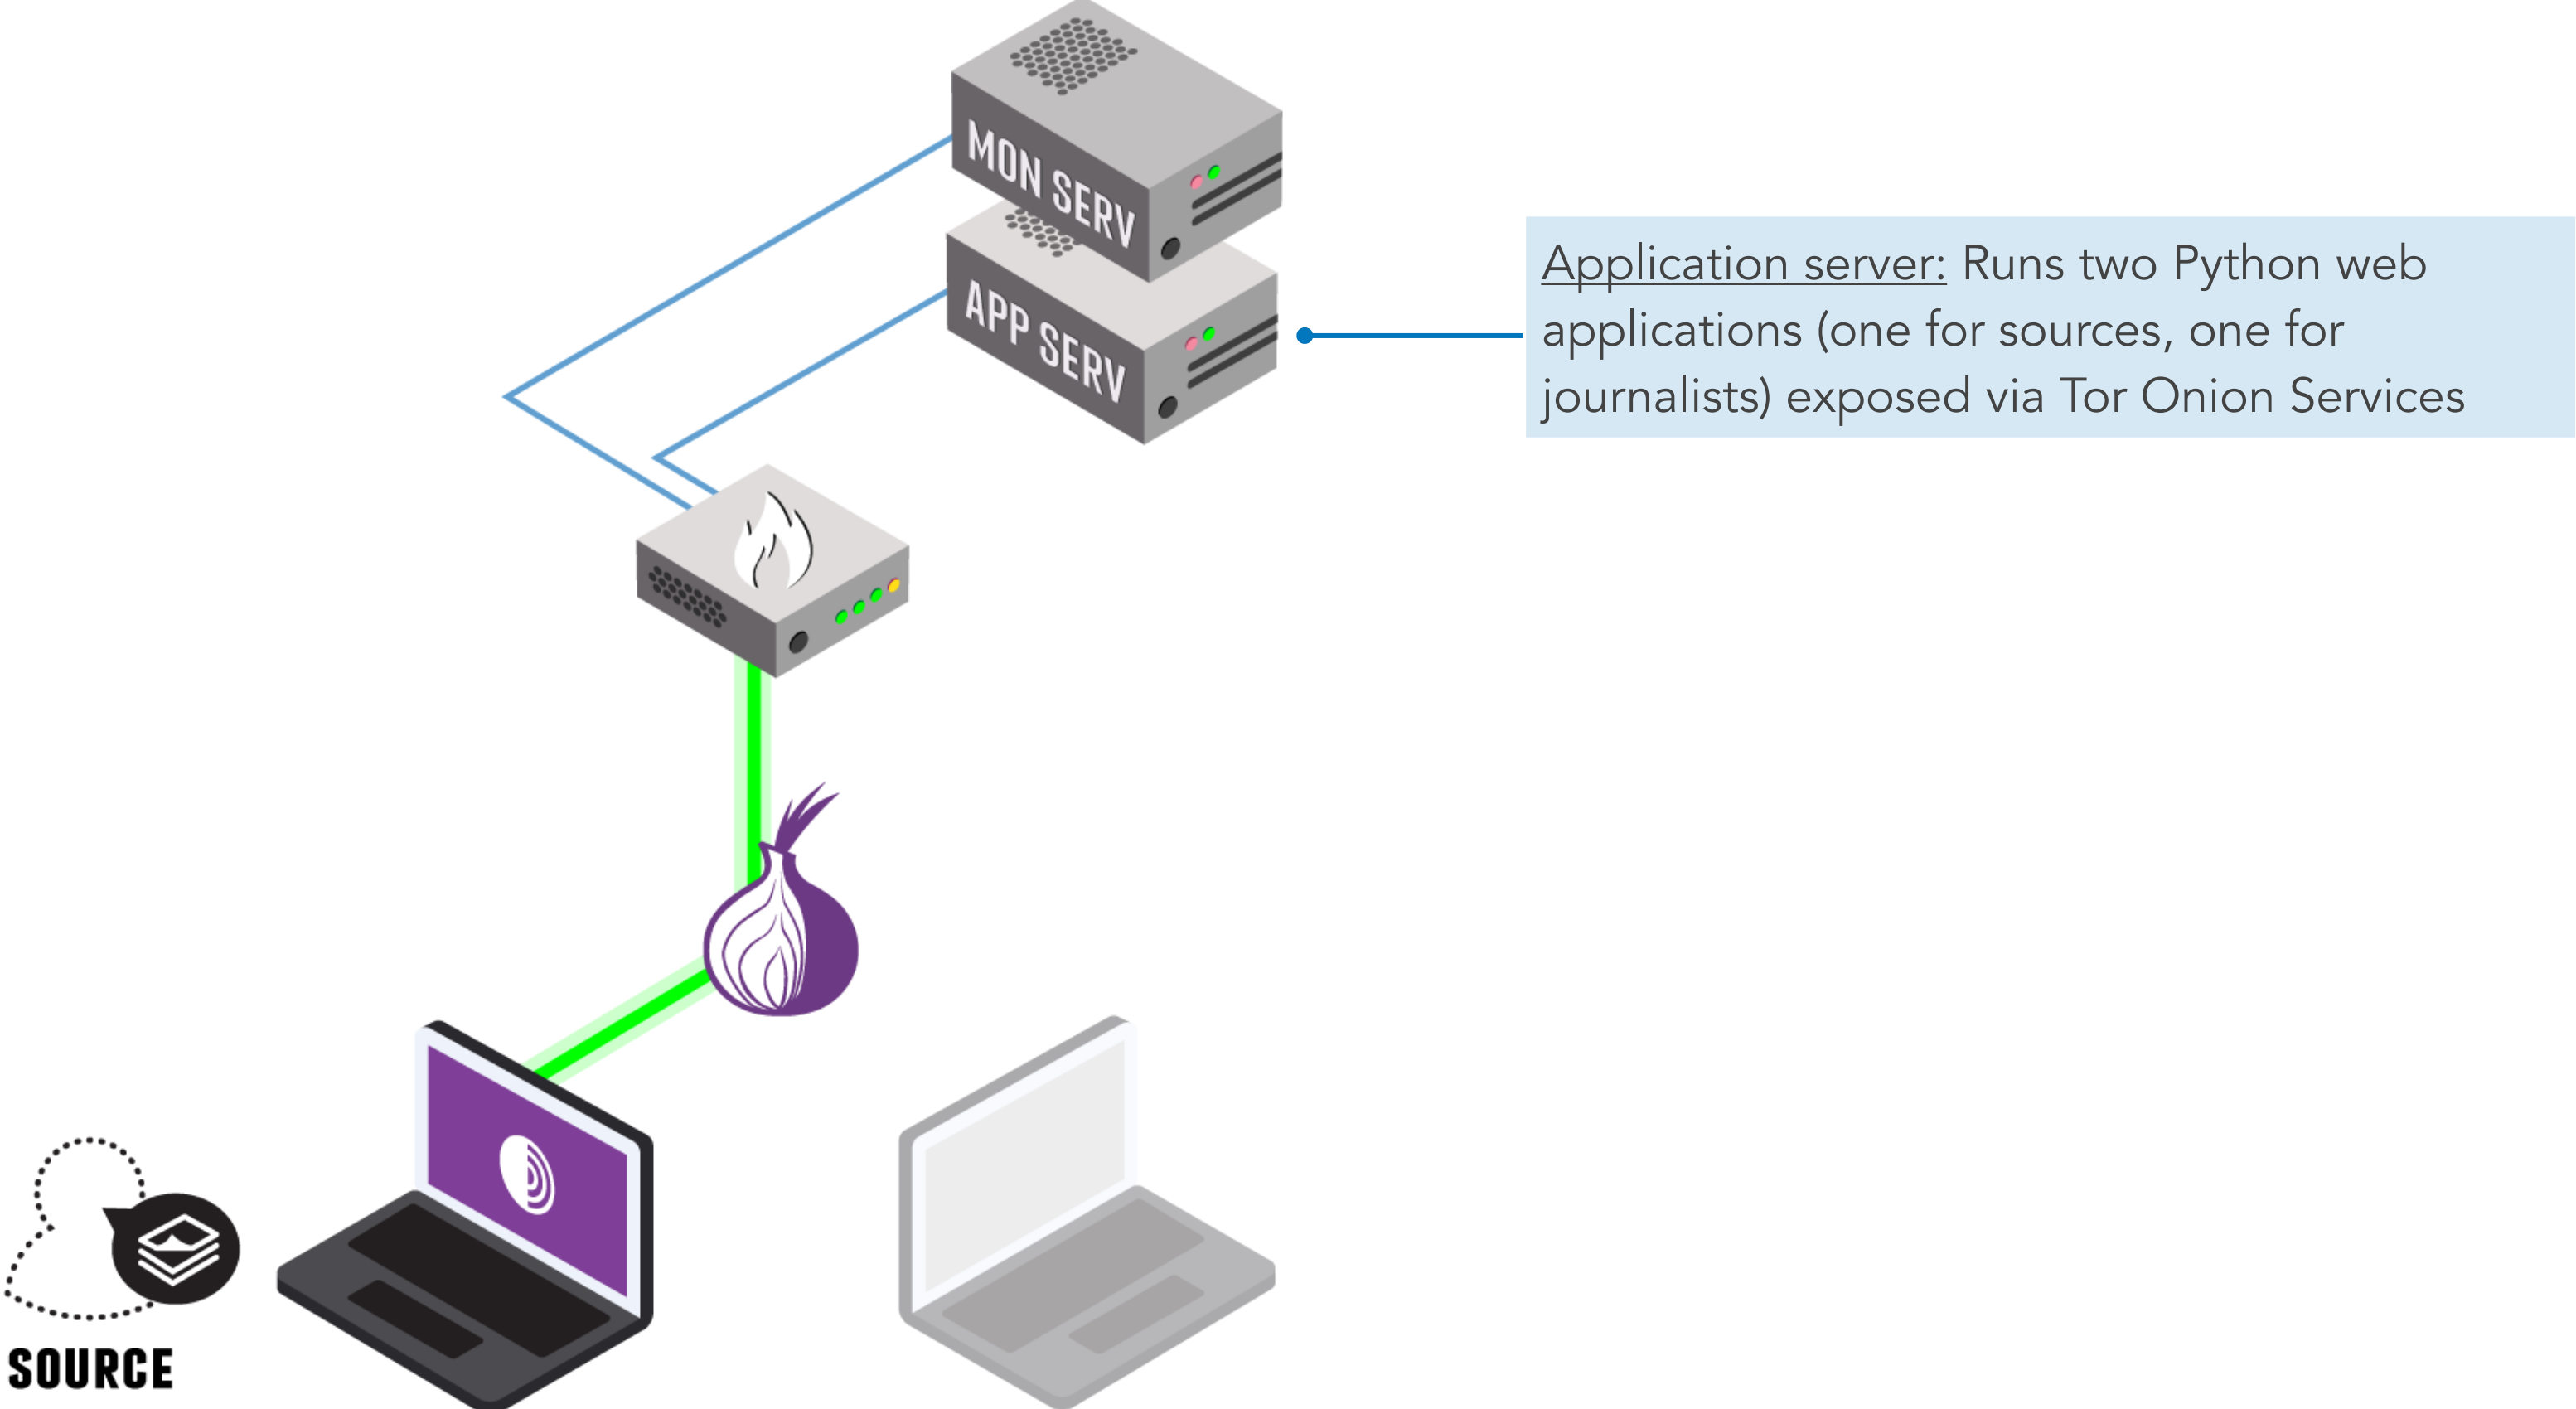 MON SERV
APP SERV
Application server: Runs two Python web
applications (one for sources, one for
journalists) exposed via Tor Onion Services
SOURCE